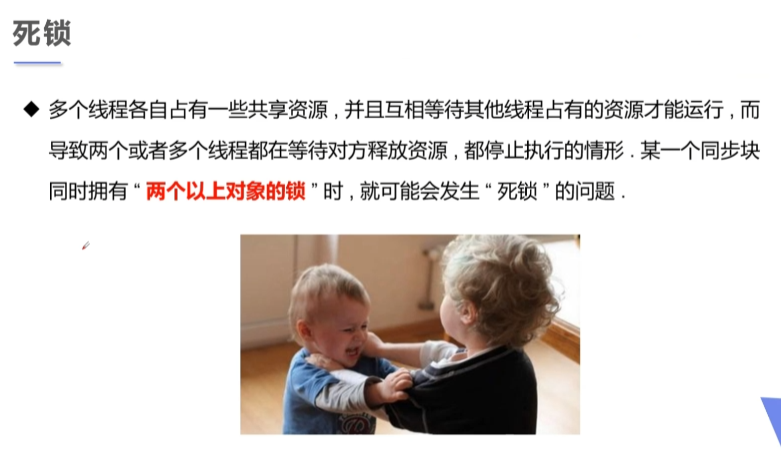 死锁
◆ 多个线程各自占有一些共享资源 , 并且互相等待其他线程占有的资源才能运行 , 而
导致两个或者多个线程都在等待对方释放资源 , 都停止执行的情形 . 某一个同步块
同时拥有 “ 两个以上对象的锁 ” 时 , 就可能会发生 “ 死锁 ” 的问题 .